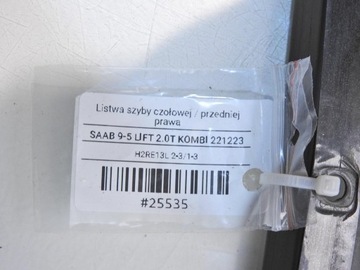 Listwa szyby czołowej / przedniej
prawa
SAAB 9-5 LIFT 2.0T KOMBI 221223
H2RE13L 2-3/1-3
#25535